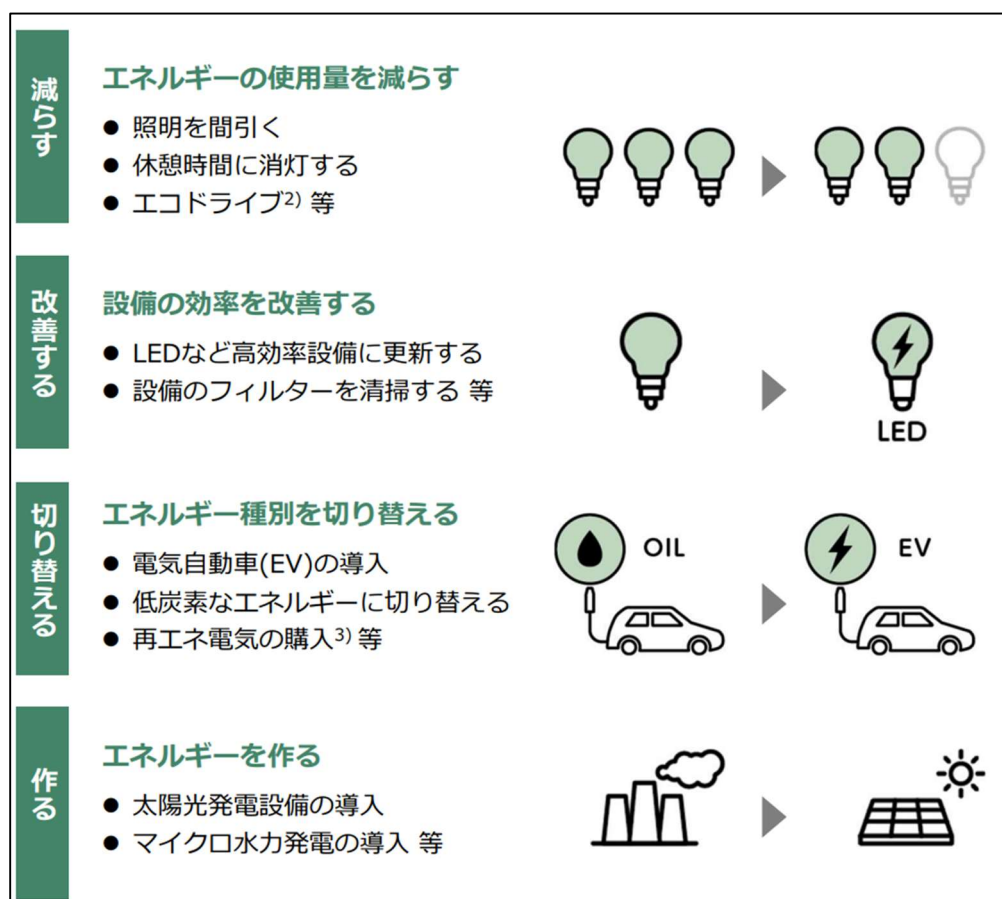 減らす
エネルギーの使用量を減らす
● 照明を間引く
● 休憩時間に消灯する
● エコドライブ2) 等
改善する
設備の効率を改善する
● LEDなど高効率設備に更新する
● 設備のフィルターを清掃する 等
LED
切り替える
エネルギー種別を切り替える
● 電気自動車(EV)の導入
● 低炭素なエネルギーに切り替える
● 再エネ電気の購入3) 等
OIL
EV
作る
エネルギーを作る
● 太陽光発電設備の導入
● マイクロ水力発電の導入 等